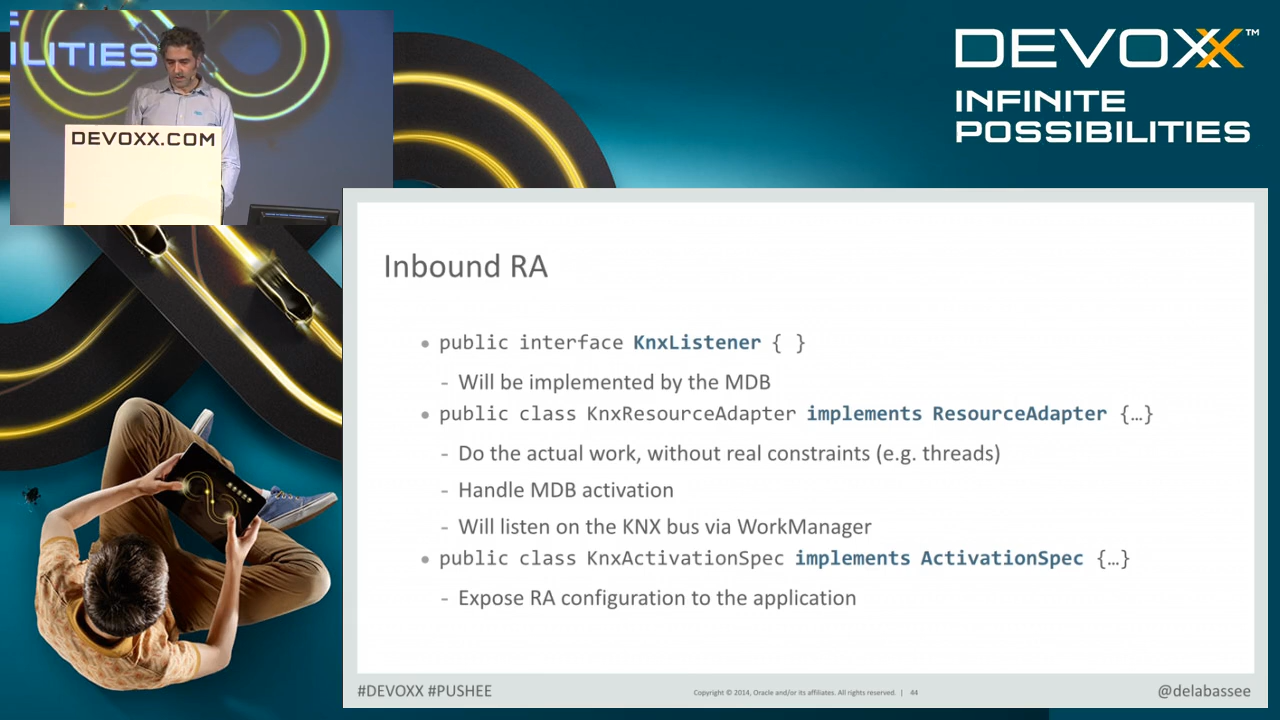 ILITIES
DEVOXX.COM
DEVOXX™
INFINITE
POSSIBILITIES
Inbound RA
• public interface KnxListener { }
- Will be implemented by the MDB
• public class KnxResourceAdapter implements ResourceAdapter {…}
- Do the actual work, without real constraints (e.g. threads)
- Handle MDB activation
- Will listen on the KNX bus via WorkManager
• public class KnxActivationSpec implements ActivationSpec {…}
- Expose RA configuration to the application
#DEVOXX #PUSHEE
Copyright © 2014, Oracle and/or its affiliates. All rights reserved. | 44
@delabassee